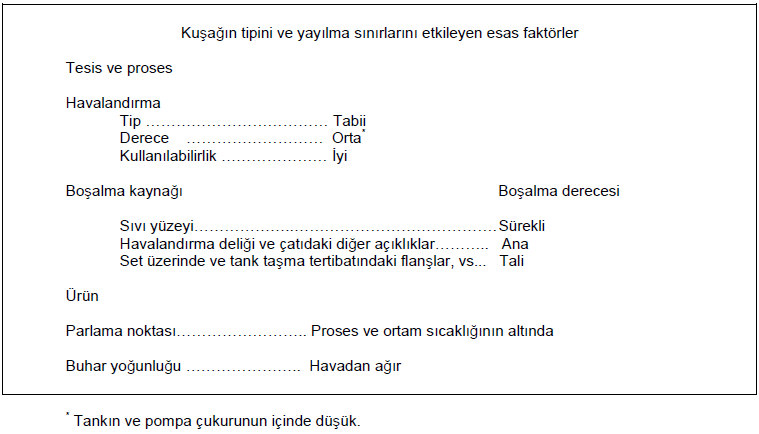 Kuşağın tipini ve yayılma sınırlarını etkileyen esas faktörler
Tesis ve proses
Havalandırma
Tip ……………………………… Tabii
Derece ……………………… Orta*
Kullanılabilirlik ………………… İyi
Boşalma kaynağı Boşalma derecesi
Sıvı yüzeyi………………..…………………………………Sürekli
Havalandırma deliği ve çatıdaki diğer açıklıklar……….. Ana
Set üzerinde ve tank taşma tertibatındaki flanşlar, vs... Tali
Ürün
Parlama noktası…………………….. Proses ve ortam sıcaklığının altında
Buhar yoğunluğu ………………….. Havadan ağır
* Tankın ve pompa çukurunun içinde düşük.